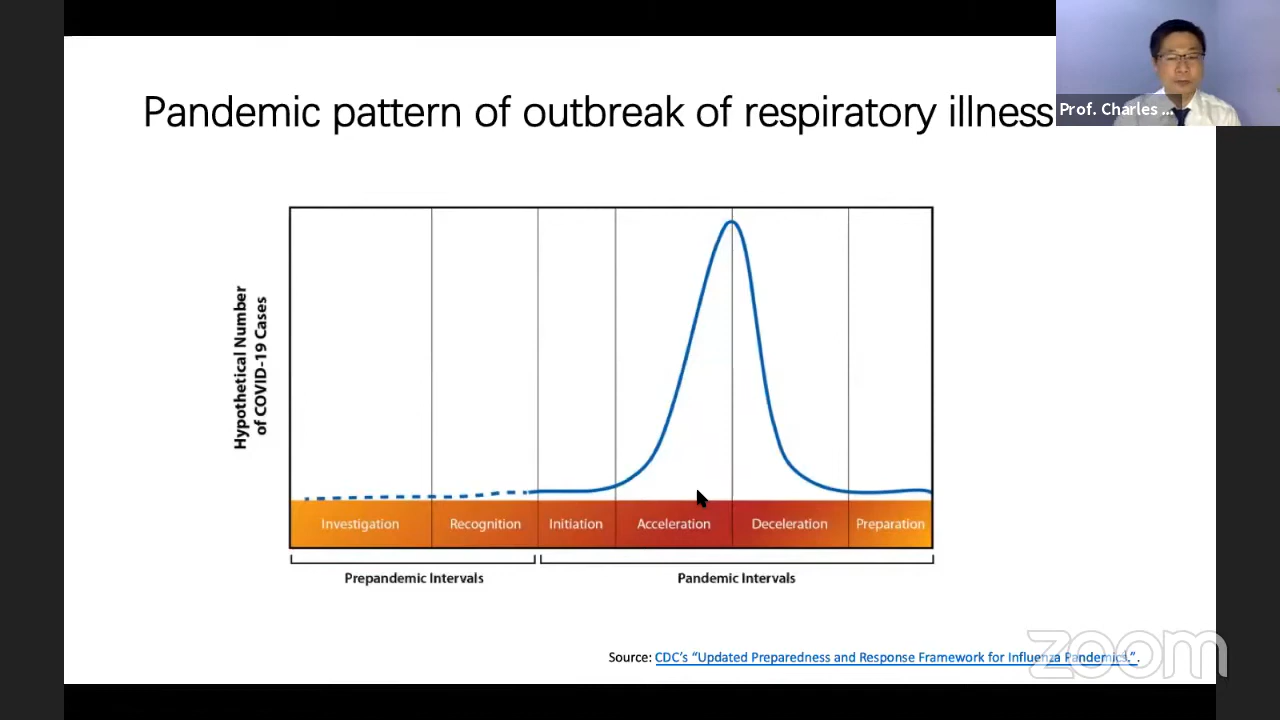 Pandemic pattern of outbreak of respiratory illness
Prof. Charles ...
Hypothetical Number
of COVID-19 Cases
Investigation
Recognition
Initiation
Acceleration
Deceleration
Preparation
Prepandemic Intervals
Pandemic Intervals
Source: CDC's “Updated Preparedness and Response Framework for Influenza Pandemics.”.
zoom